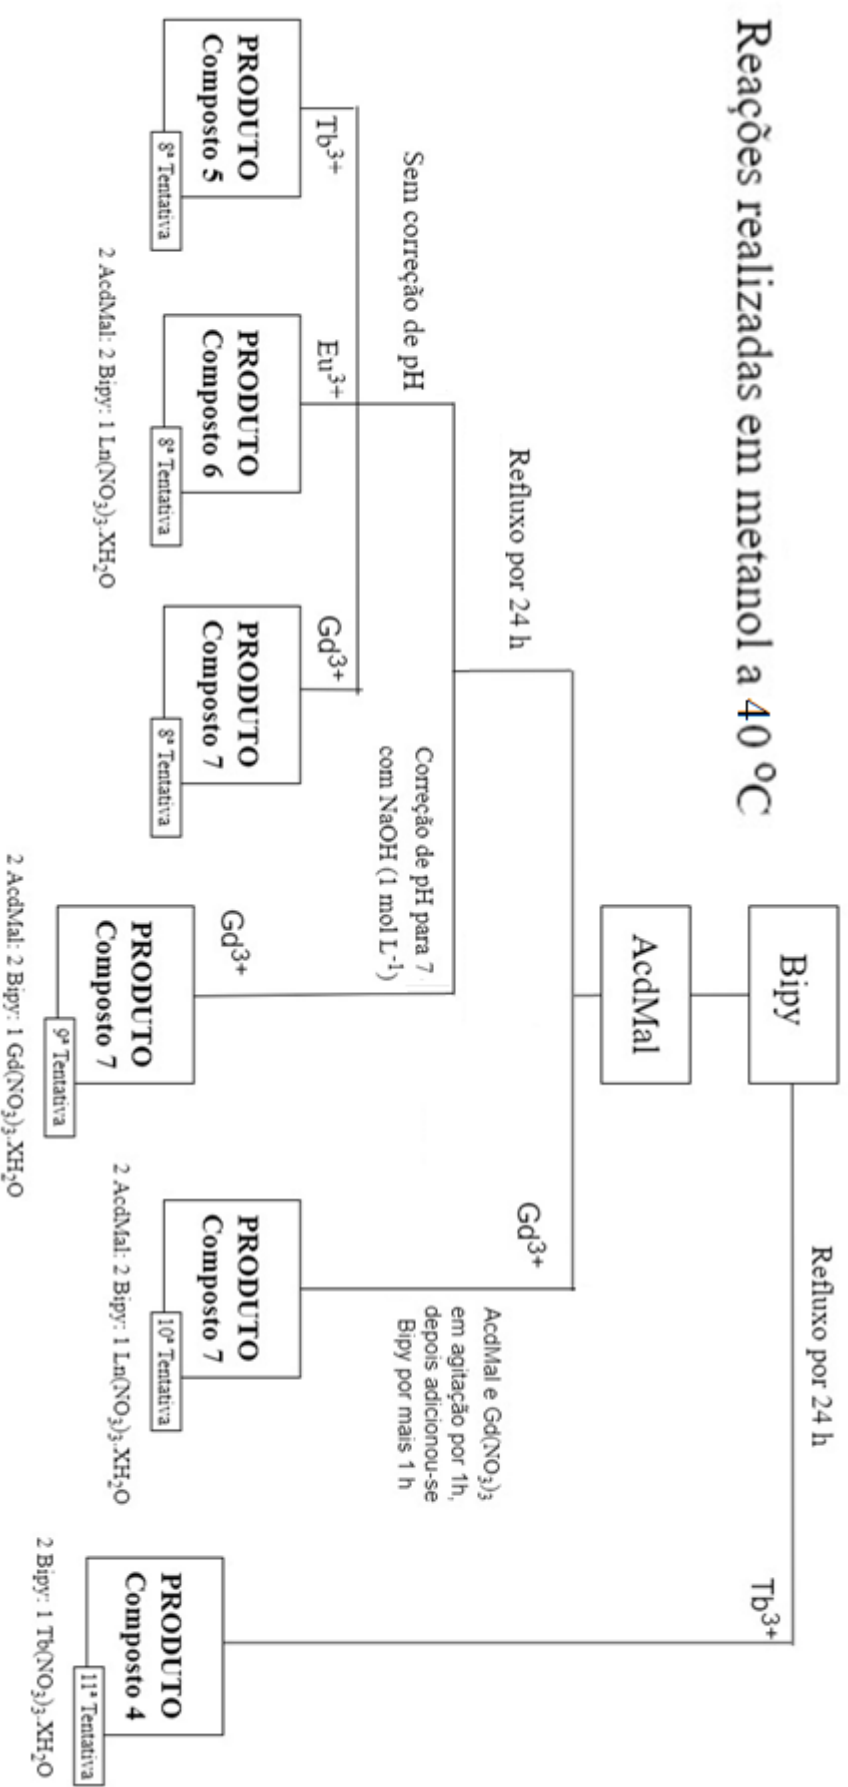 Reações realizadas em metanol a 40 ºC
Bipy
Refluxo por 24 h
AcdMal
Tb³⁺
Refluxo por 24 h
Gd³⁺
AcdMal e Gd(NO₃)₃
em agitação por 1h,
depois adicionou-se
Bipy por mais 1 h
Sem correção de pH
Correção de pH para 7
com NaOH (1 mol L⁻¹)
Tb³⁺
Eu³⁺
Gd³⁺
Gd³⁺
PRODUTO
Composto 5
8ª Tentativa
PRODUTO
Composto 6
8ª Tentativa
PRODUTO
Composto 7
8ª Tentativa
2 AcdMal: 2 Bipy: 1 Ln(NO₃)₃.XH₂O
PRODUTO
Composto 7
9ª Tentativa
2 AcdMal: 2 Bipy: 1 Gd(NO₃)₃.XH₂O
PRODUTO
Composto 7
10ª Tentativa
2 AcdMal: 2 Bipy: 1 Ln(NO₃)₃.XH₂O
PRODUTO
Composto 4
11ª Tentativa
2 Bipy: 1 Tb(NO₃)₃.XH₂O